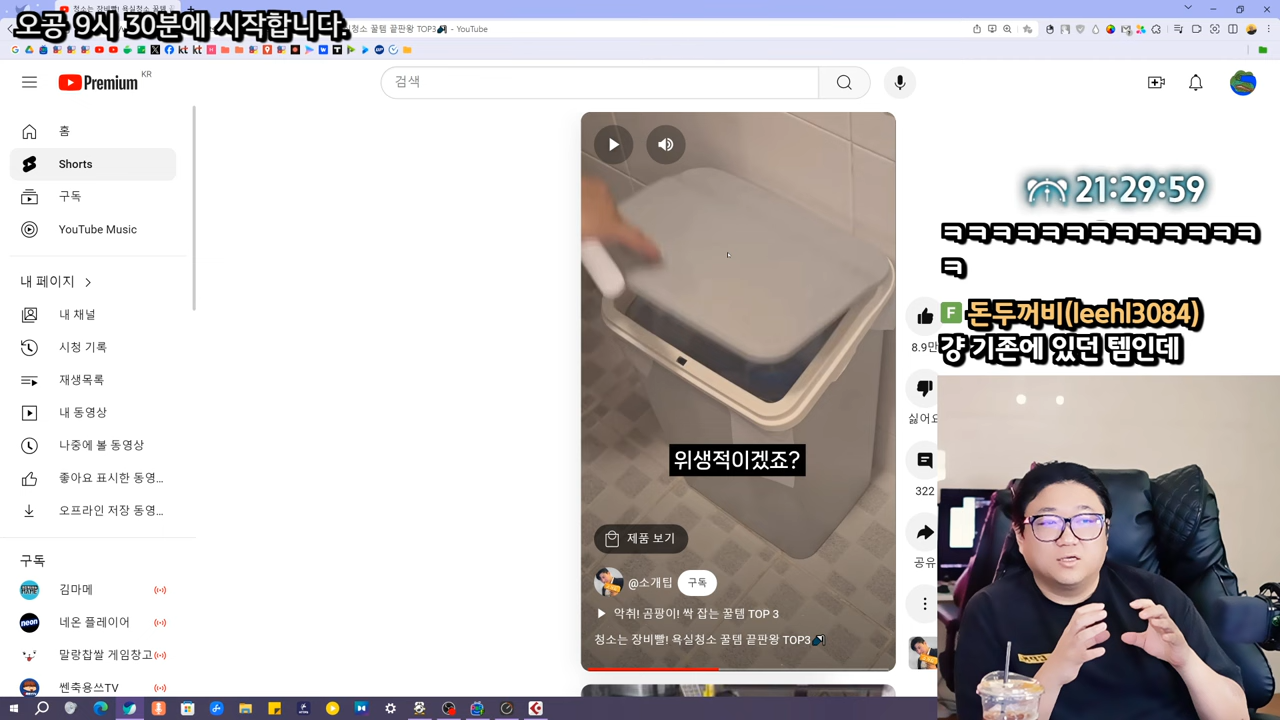 오공 9시 30분에 시작합니다.
꿀템 끝판왕 TOP3 - YouTube
Premium KR
검색
홈
Shorts
구독
YouTube Music
내 페이지
내 채널
시청 기록
재생목록
내 동영상
나중에 볼 동영상
좋아요 표시한 동영...
오프라인 저장 동영...
구독
김마메
네온 플레이어
말랑찹쌀 게임창고
쎈축용쓰TV
위생적이겠죠?
제품 보기
@소개팁 구독
▶ 악취! 곰팡이! 싹 잡는 꿀템 TOP 3
청소는 장비빨! 욕실청소 꿀템 끝판왕 TOP3
8.9만
싫어요
322
공유
21:29:59
ㅋㅋㅋㅋㅋㅋㅋㅋㅋㅋㅋㅋㅋ
ㅋ
F 돈두꺼비(leehl3084)
걍 기존에 있던 템인데